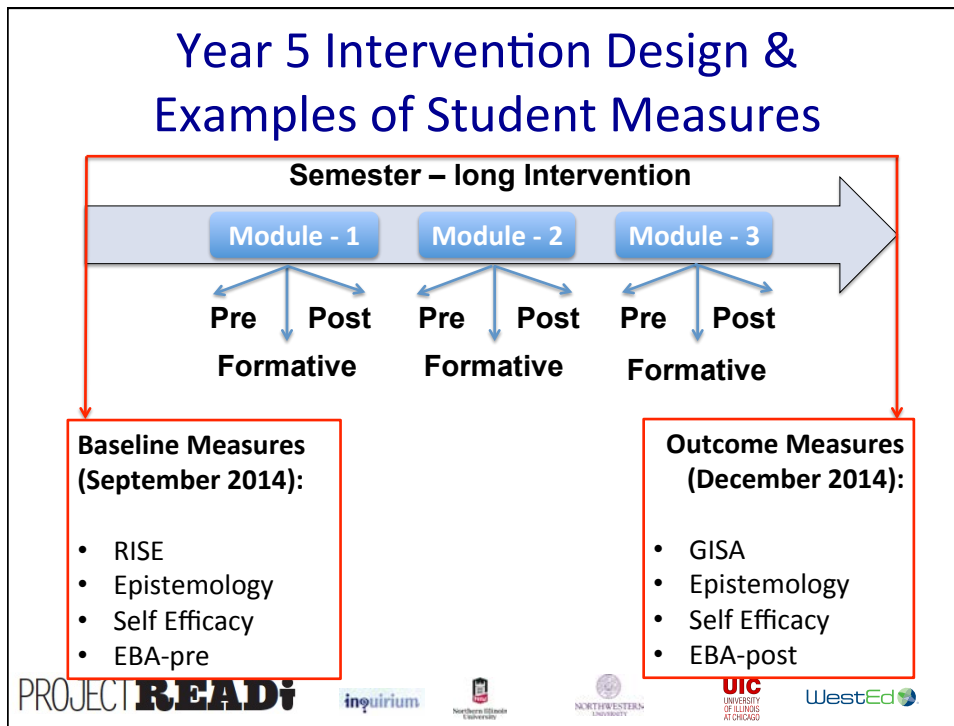 Year 5 Intervention Design &
Examples of Student Measures
Semester – long Intervention
Module - 1
Module - 2
Module - 3
Pre Post
Formative
Pre Post
Formative
Pre Post
Formative
Baseline Measures
(September 2014):
• RISE
• Epistemology
• Self Efficacy
• EBA-pre
Outcome Measures
(December 2014):
• GISA
• Epistemology
• Self Efficacy
• EBA-post
PROJECT READi
inquirium
Northern Illinois
University
NORTHWESTERN
UNIVERSITY
UIC
UNIVERSITY
OF ILLINOIS
AT CHICAGO
WestEd